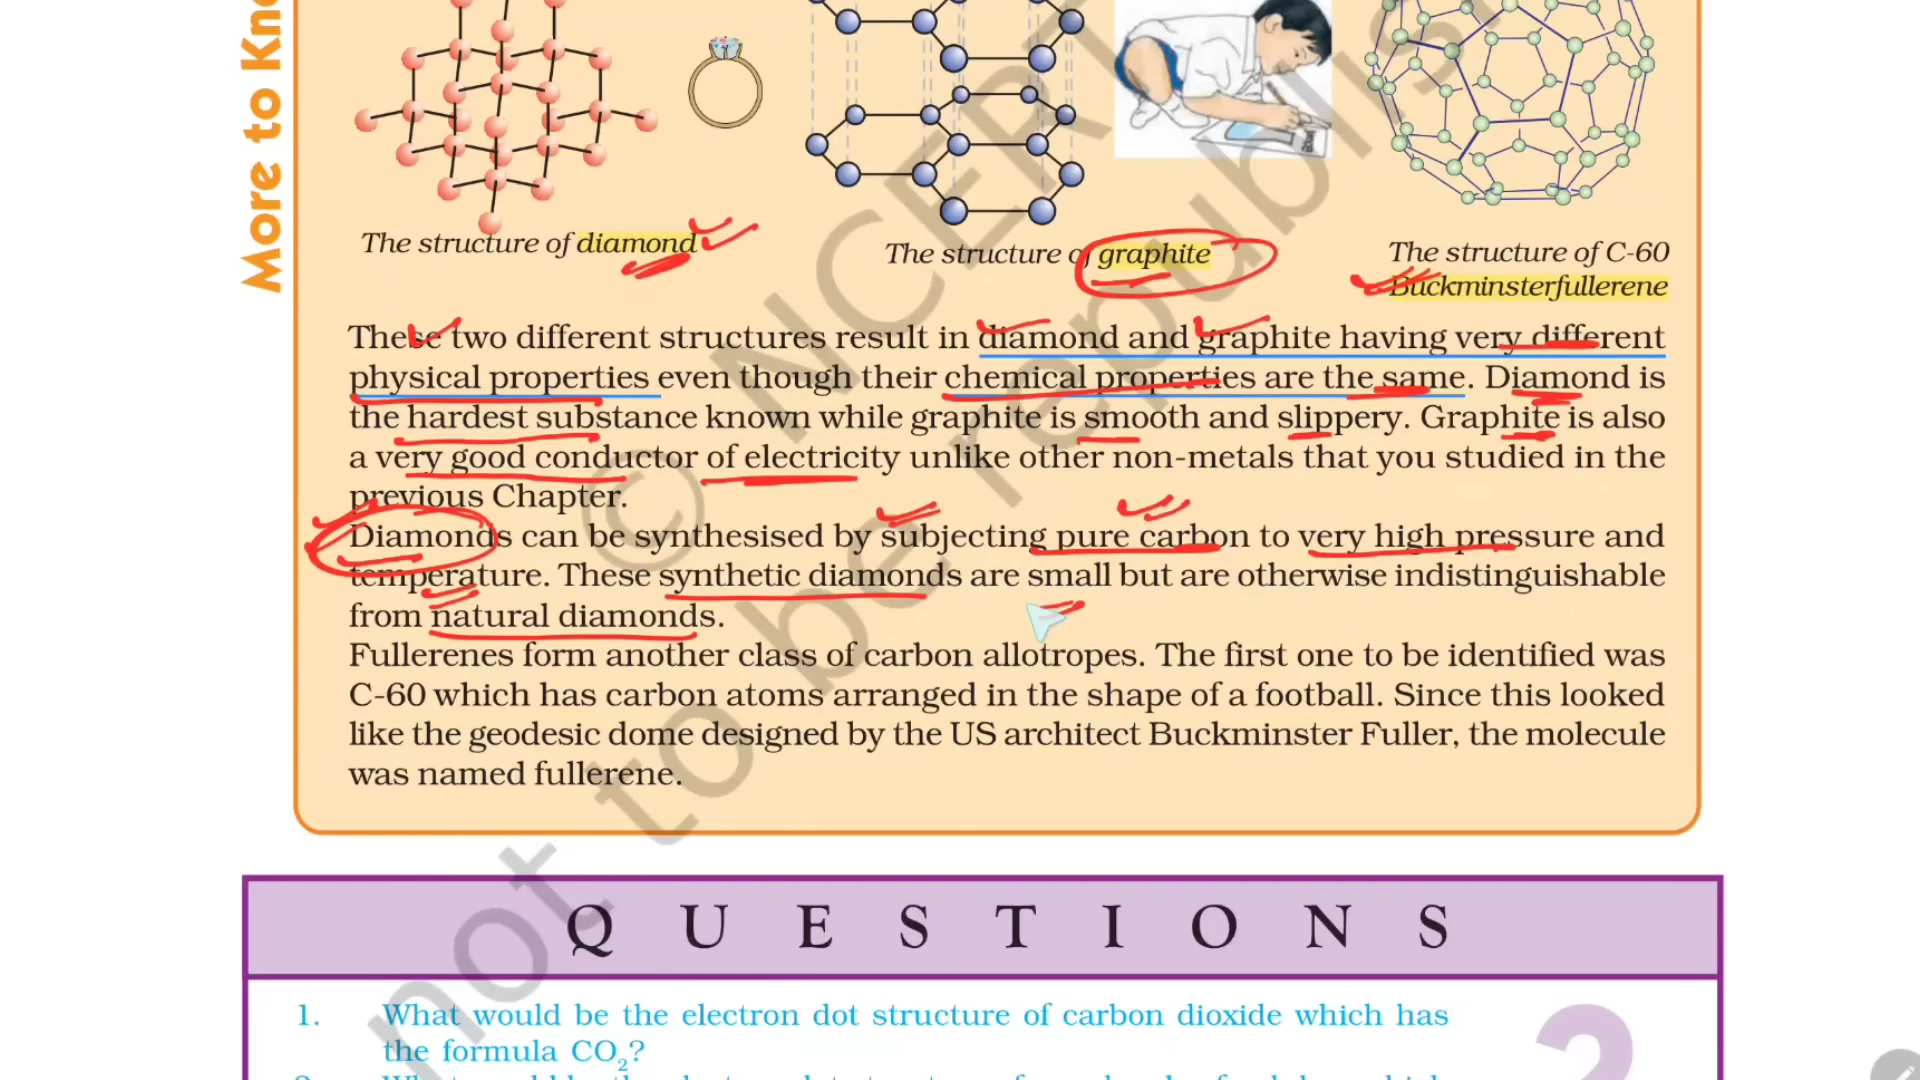 More to Kno
The structure of diamond
The structure of graphite
The structure of C-60
Buckminsterfullerene
These two different structures result in diamond and graphite having very different
physical properties even though their chemical properties are the same. Diamond is
the hardest substance known while graphite is smooth and slippery. Graphite is also
a very good conductor of electricity unlike other non-metals that you studied in the
previous Chapter.
Diamonds can be synthesised by subjecting pure carbon to very high pressure and
temperature. These synthetic diamonds are small but are otherwise indistinguishable
from natural diamonds.
Fullerenes form another class of carbon allotropes. The first one to be identified was
C-60 which has carbon atoms arranged in the shape of a football. Since this looked
like the geodesic dome designed by the US architect Buckminster Fuller, the molecule
was named fullerene.
© NCERT
not to be republis
QUESTIONS
1. What would be the electron dot structure of carbon dioxide which has
the formula CO₂?
?